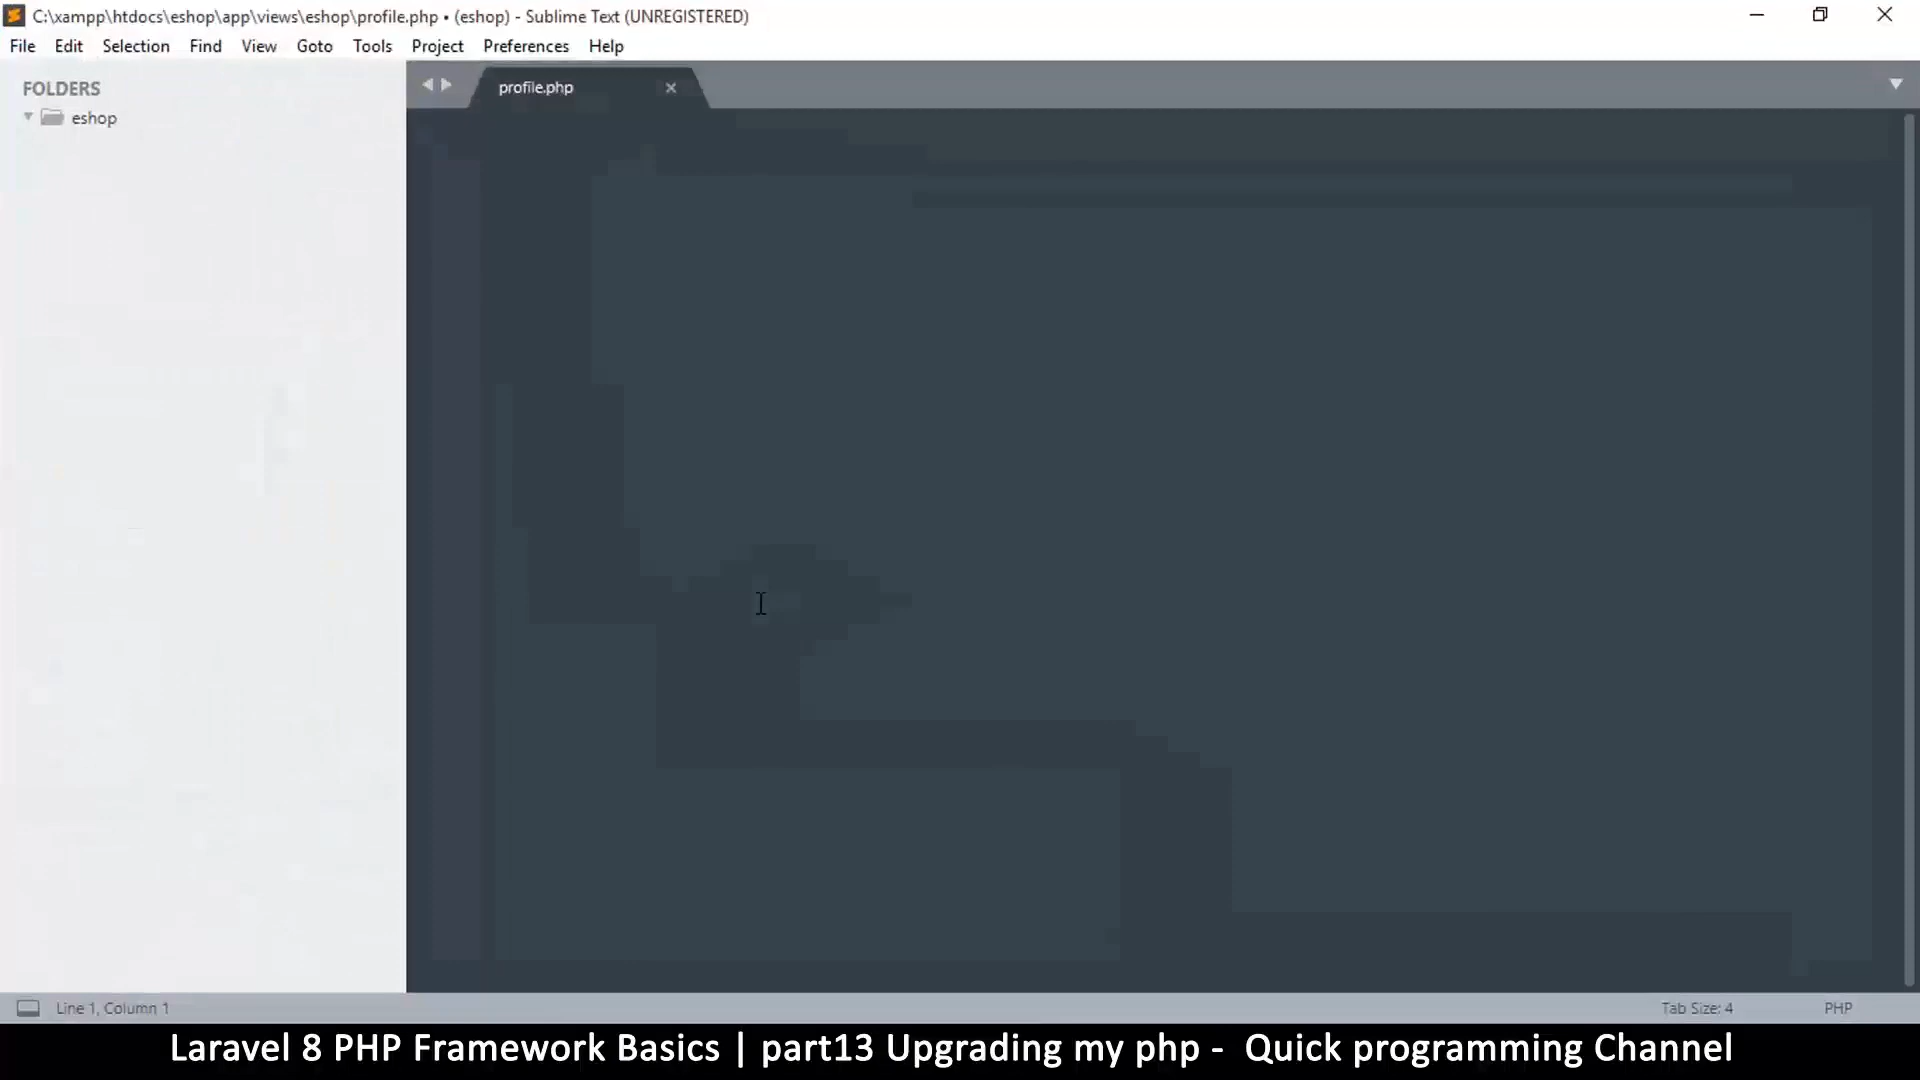 C:\xampp\htdocs\eshop\app\views\eshop\profile.php • (eshop) - Sublime Text (UNREGISTERED)
File Edit Selection Find View Goto Tools Project Preferences Help
FOLDERS
eshop
profile.php
Line 1, Column 1
Tab Size: 4
PHP
Laravel 8 PHP Framework Basics | part13 Upgrading my php - Quick programming Channel